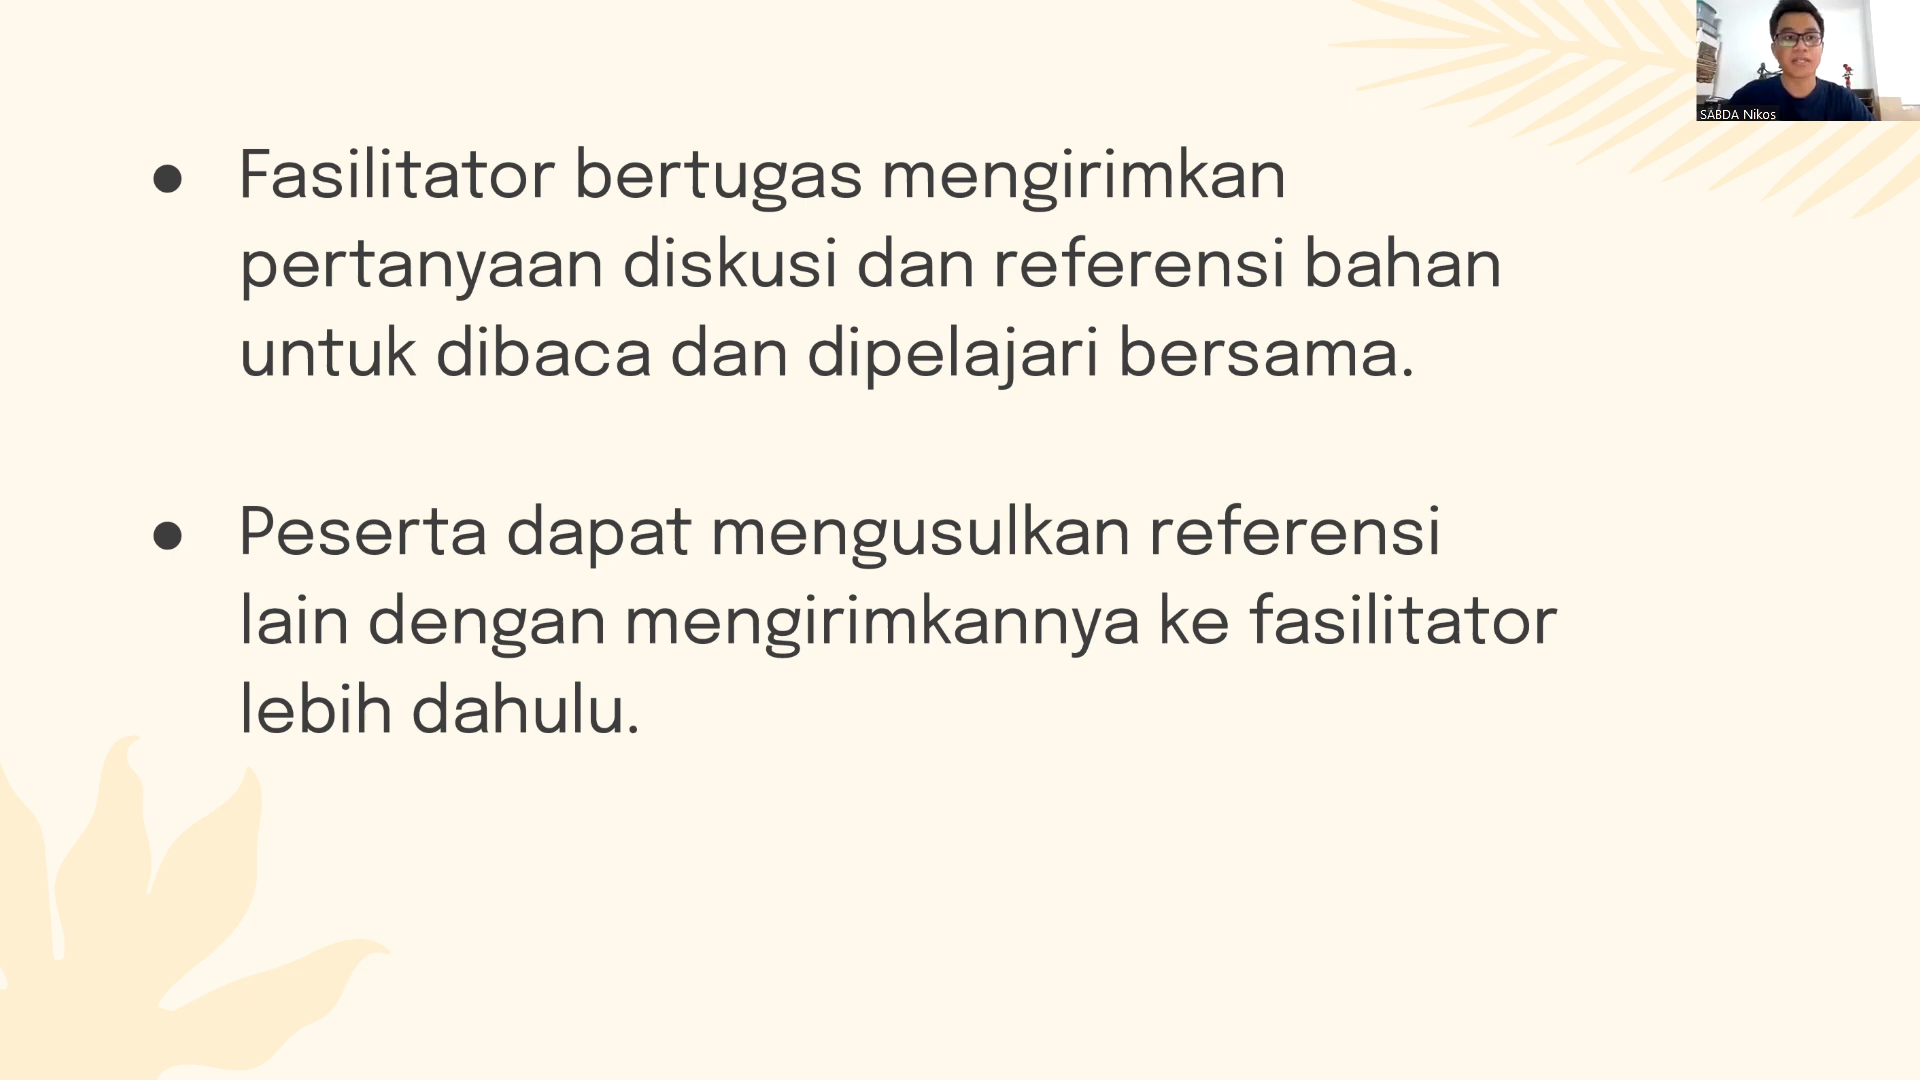 SABDA Nikos
● Fasilitator bertugas mengirimkan
pertanyaan diskusi dan referensi bahan
untuk dibaca dan dipelajari bersama.
● Peserta dapat mengusulkan referensi
lain dengan mengirimkannya ke fasilitator
lebih dahulu.